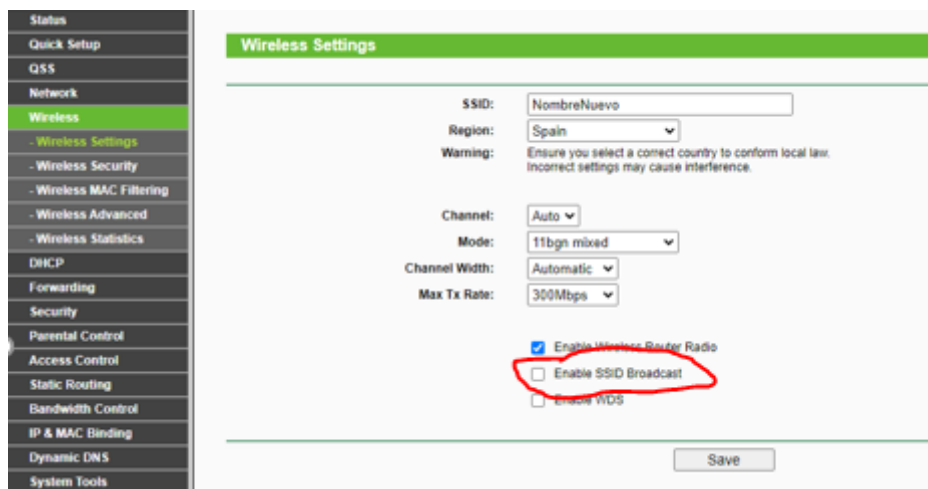 Status
Quick Setup
QSS
Network
Wireless
- Wireless Settings
- Wireless Security
- Wireless MAC Filtering
- Wireless Advanced
- Wireless Statistics
DHCP
Forwarding
Security
Parental Control
Access Control
Static Routing
Bandwidth Control
IP & MAC Binding
Dynamic DNS
System Tools
Wireless Settings
SSID: NombreNuevo
Region: Spain
Warning: Ensure you select a correct country to conform local law.
Incorrect settings may cause interference.
Channel: Auto
Mode: 11bgn mixed
Channel Width: Automatic
Max Tx Rate: 300Mbps
Enable Wireless Router Radio
Enable SSID Broadcast
Enable WDS
Save